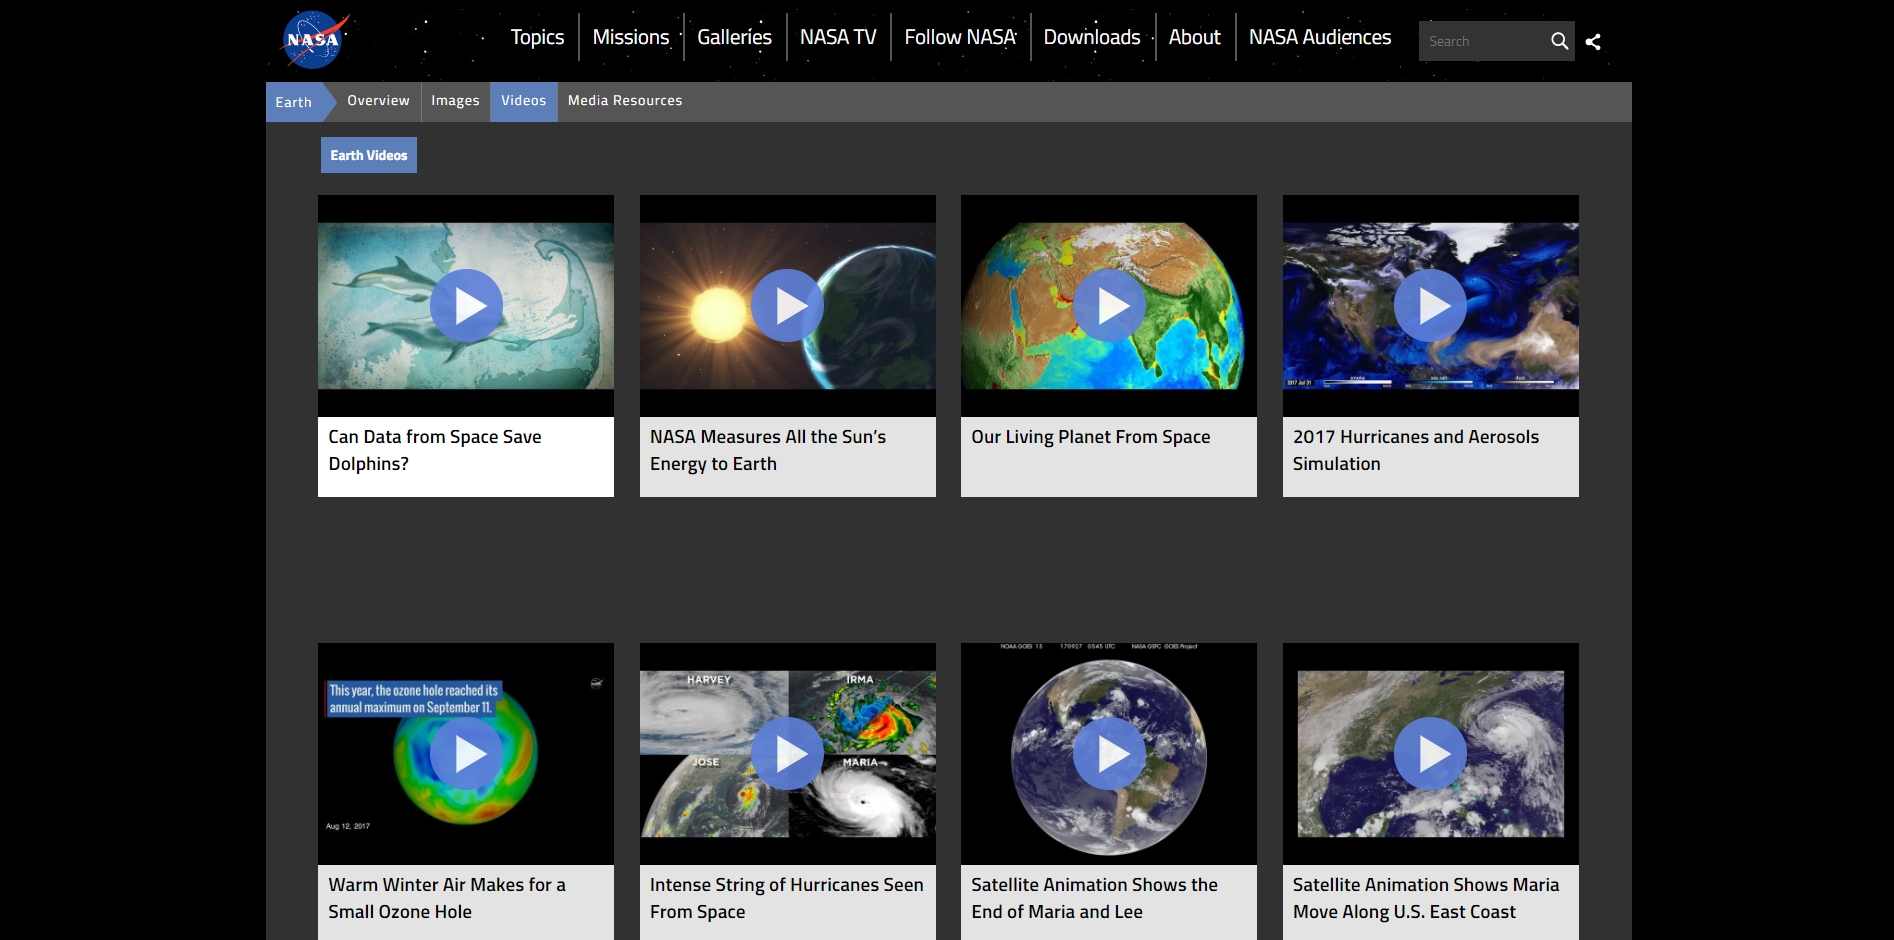 NASA
Topics
Missions
Galleries
NASA TV
Follow NASA
Downloads
About
NASA Audiences
Search
Earth
Overview
Images
Videos
Media Resources
Earth Videos
2017 Jul 31
smoke
sea salt
dust
Can Data from Space Save
Dolphins?
NASA Measures All the Sun's
Energy to Earth
Our Living Planet From Space
2017 Hurricanes and Aerosols
Simulation
This year, the ozone hole reached its
annual maximum on September 11.
Aug 12, 2017
HARVEY
IRMA
JOSE
MARIA
NOAA GOES 13 170927 0545 UTC NASA GSFC GOES Project
Warm Winter Air Makes for a
Small Ozone Hole
Intense String of Hurricanes Seen
From Space
Satellite Animation Shows the
End of Maria and Lee
Satellite Animation Shows Maria
Move Along U.S. East Coast